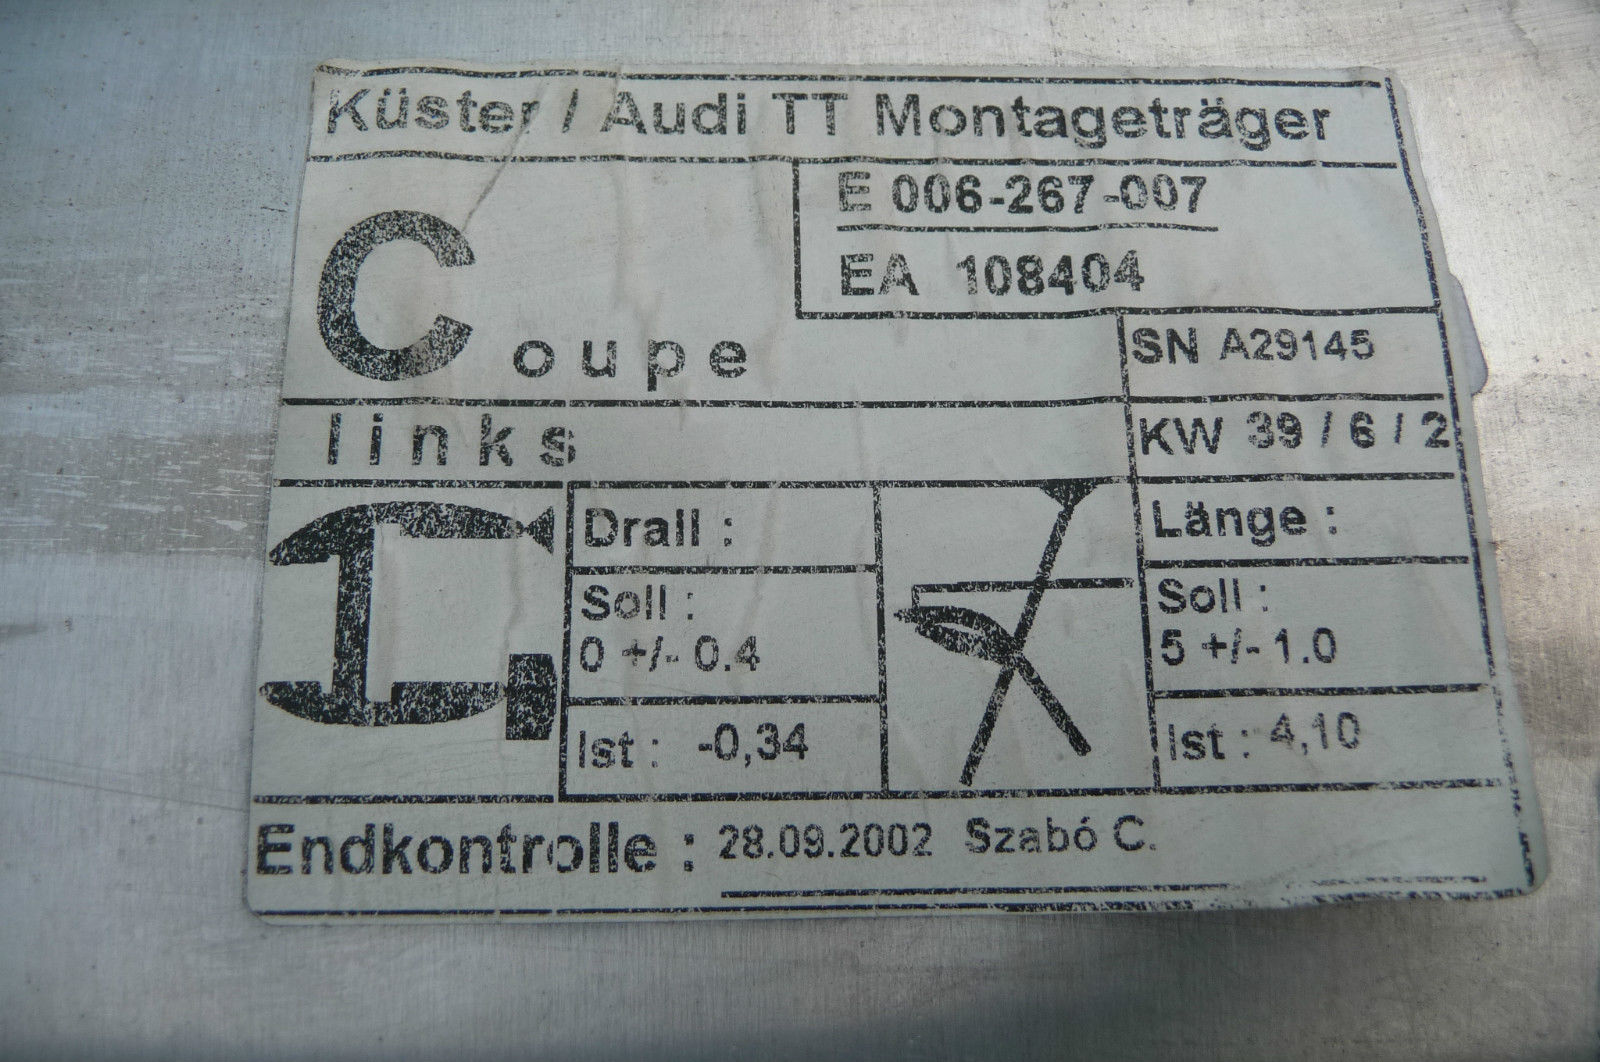 Küster / Audi TT Montageträger
E 006-267-007
EA 108404
Coupe
SN A29145
links
KW 39 / 6 / 2
Drall :
Länge :
Soll :
0 +/- 0.4
Soll :
5 +/- 1.0
Ist : -0,34
Ist : 4,10
Endkontrolle : 28.09.2002 Szabó C.